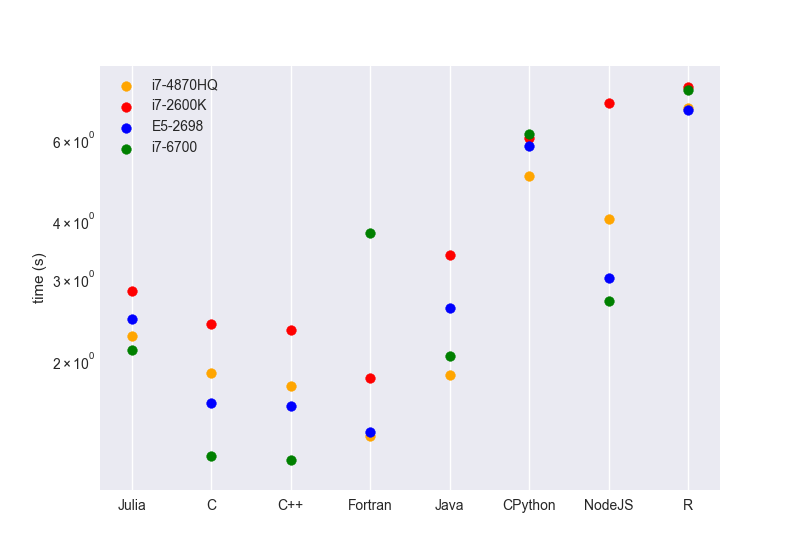 i7-4870HQ
i7-2600K
E5-2698
i7-6700
6 × 10⁰
4 × 10⁰
3 × 10⁰
2 × 10⁰
time (s)
Julia C C++ Fortran Java CPython NodeJS R